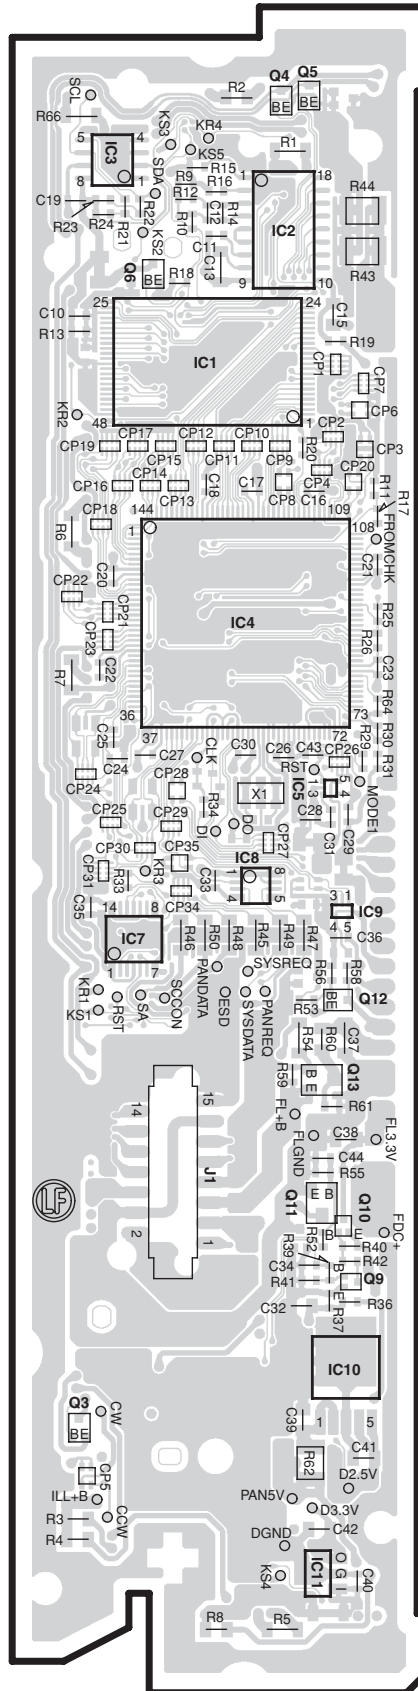 Q4 Q5
R2
BE BE
SCL
R66
KS3
KR4
5 4
IC3
KS5
R1
8 1
SDA
R15
R9
R12 R16
1 18
R44
C19
R23
R24
R21
R22
R10
C12
R14
IC2
KS2
C11
Q6
BE
R18
C13
9 10
R43
25 24
C10
R13
C15
IC1
R19
CP1
CP7
KR2
48 1
CP6
CP17 CP12 CP10
CP2
CP19 CP15 CP11 CP9
R20
CP3
CP14
CP4
CP20
CP16 CP13
C18
C17
CP8
C16
R11
R17
CP18
144 109
1 108
FROMCHK
R6
C21
CP22
C20
CP21
IC4
R25
CP23
R26
R7
C22
C23
R64
36 73
37 72
C25
C27
CLK
C30
C26
C43
CP26
R29
R30
R31
C24
CP28
RST
IC5
1 3
5 4
CP24
R34
X1
MODE1
CP25
CP29
DI
DO
C28
C31
C29
CP30
CP35
CP27
IC8
CP31
R33
KR3
C33
1 8
4 5
CP34
C35
14 8
3 1
IC9
IC7
R46
R50
R48
R45
R49
R47
4 5
C36
1 7
PANDATA
SYSREQ
R56
R58
KR1
KS1
RST
SA
SCCON
ESD
SYSDATA
PANREQ
R53
BE
Q12
R54
R60
C37
R59
B
E
Q13
15
14
FL+B
R61
J1
FLGND
C38
FL3.3V
C44
R55
LF
E B
Q11
Q10
2 1
R52
B E
FDC+
R39
R40
C34
R42
R41
B
E
Q9
C32
R37
R36
IC10
Q3
BE
CW
C39
1 5
C41
R62
CP5
D2.5V
ILL+B
PAN5V
R3
CCW
D3.3V
R4
DGND
C42
KS4
IC11
O
G
I
C40
R8 R5